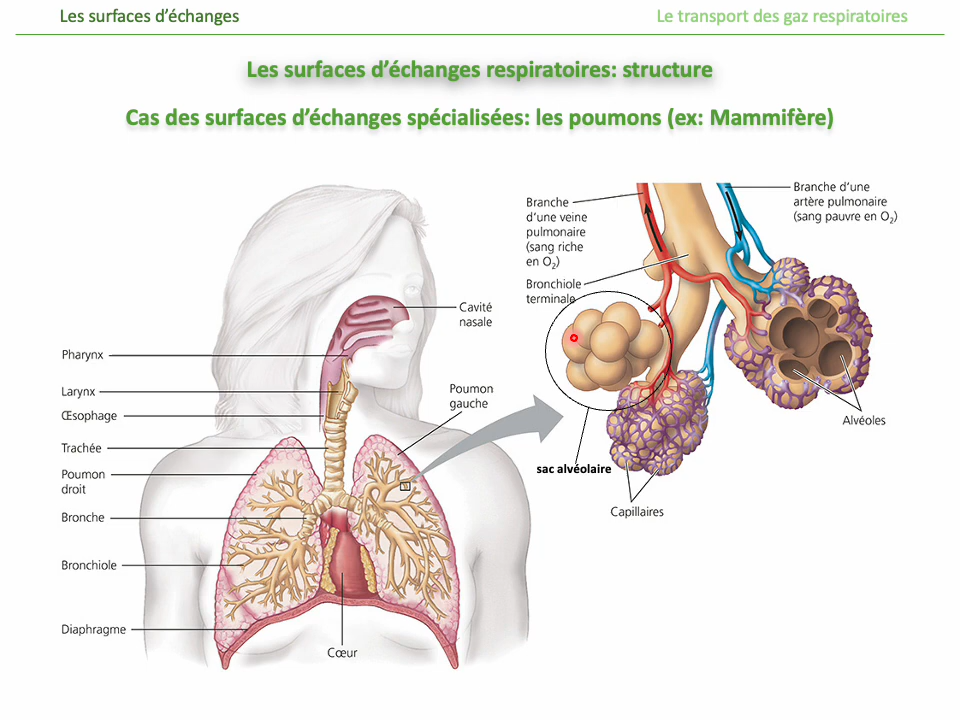 Les surfaces d’échanges
Le transport des gaz respiratoires
Les surfaces d’échanges respiratoires: structure
Cas des surfaces d’échanges spécialisées: les poumons (ex: Mammifère)
Cavité
nasale
Pharynx
Larynx
Œsophage
Trachée
Poumon
droit
Bronche
Bronchiole
Diaphragme
Poumon
gauche
Cœur
Branche
d’une veine
pulmonaire
(sang riche
en O₂)
Bronchiole
terminale
Branche d’une
artère pulmonaire
(sang pauvre en O₂)
Alvéoles
sac alvéolaire
Capillaires